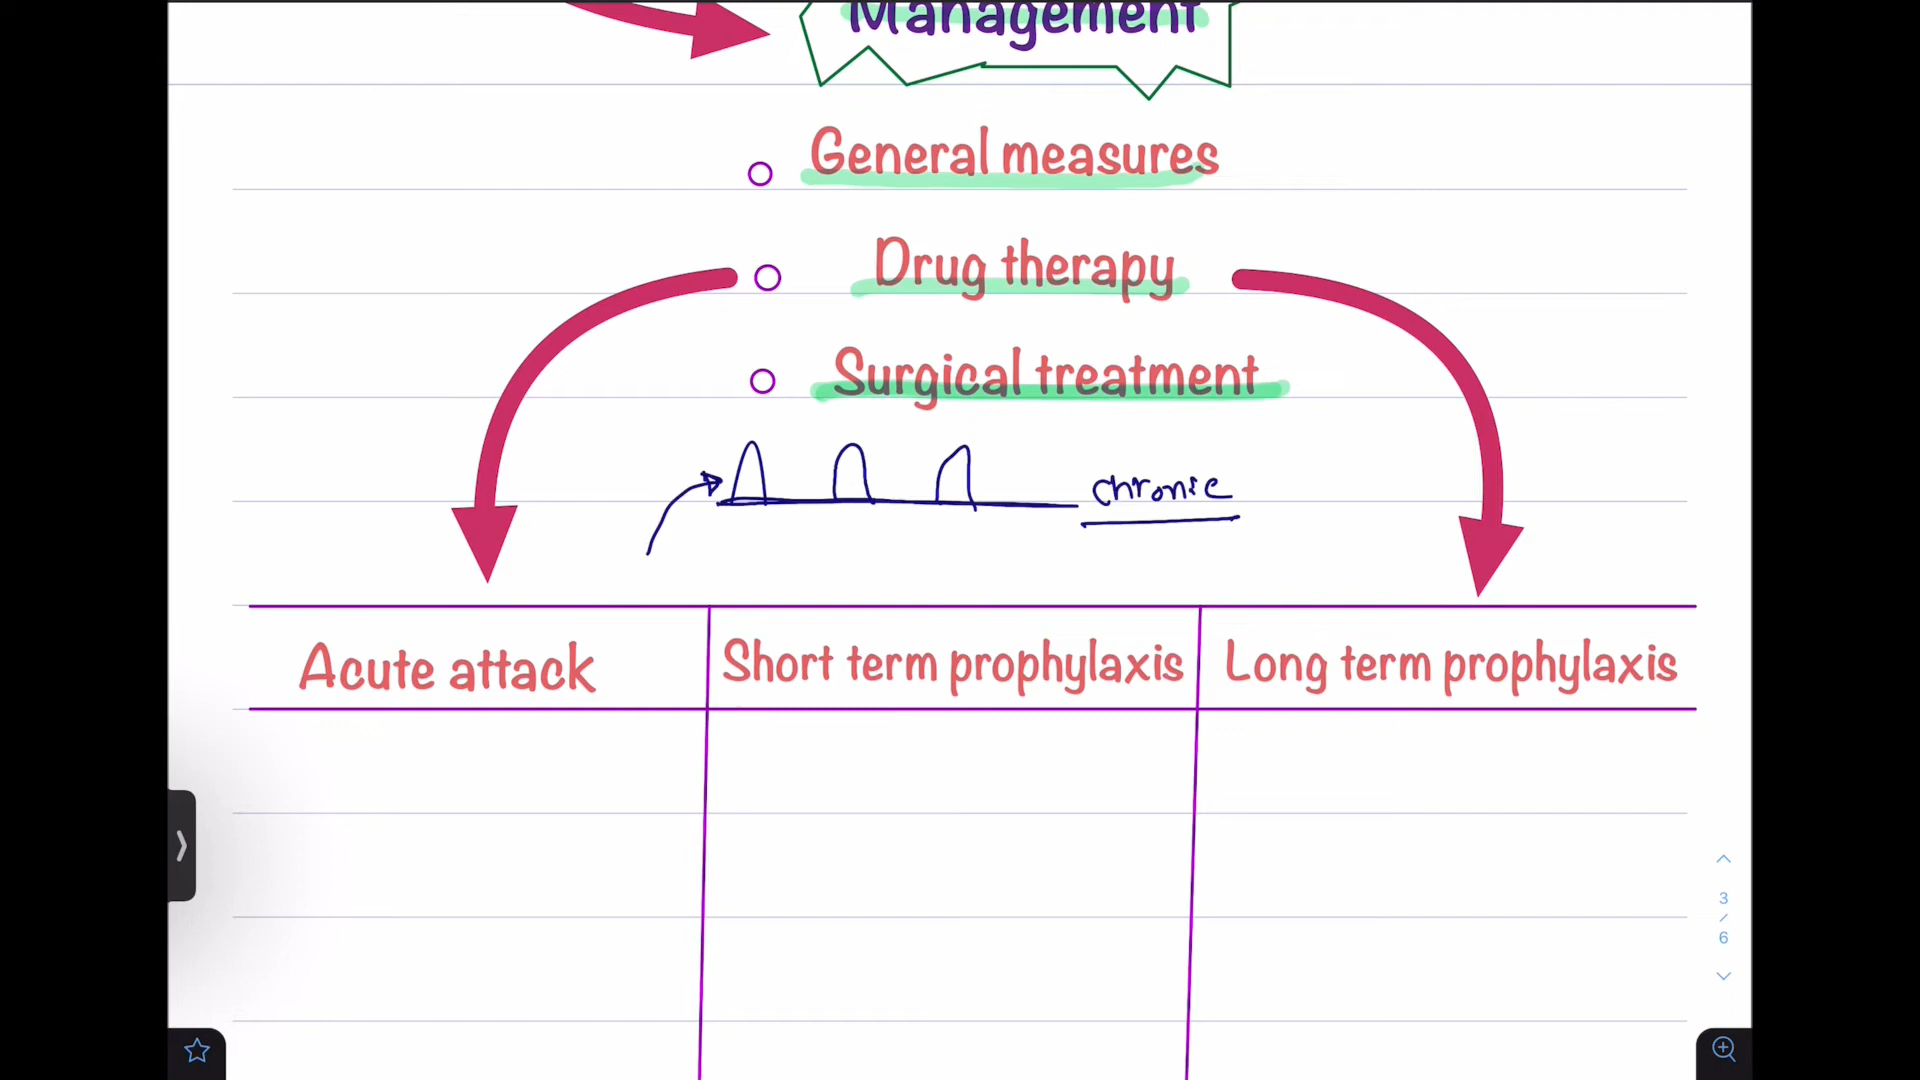 Management
General measures
Drug therapy
Surgical treatment
chronic
Acute attack
Short term prophylaxis
Long term prophylaxis
3
/
6